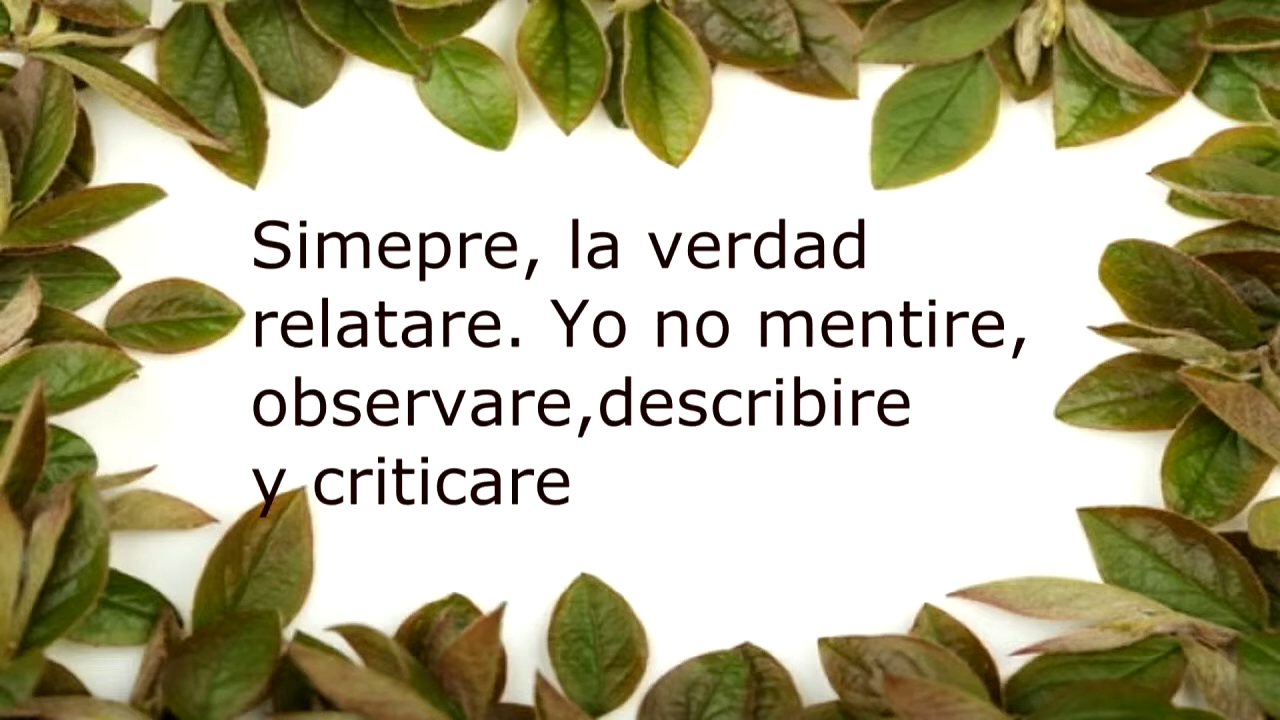 Simepre, la verdad
relatare. Yo no mentire,
observare,describire
y criticare